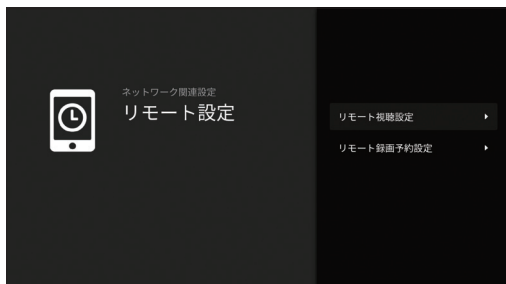 ネットワーク関連設定
リモート設定
リモート視聴設定
リモート録画予約設定